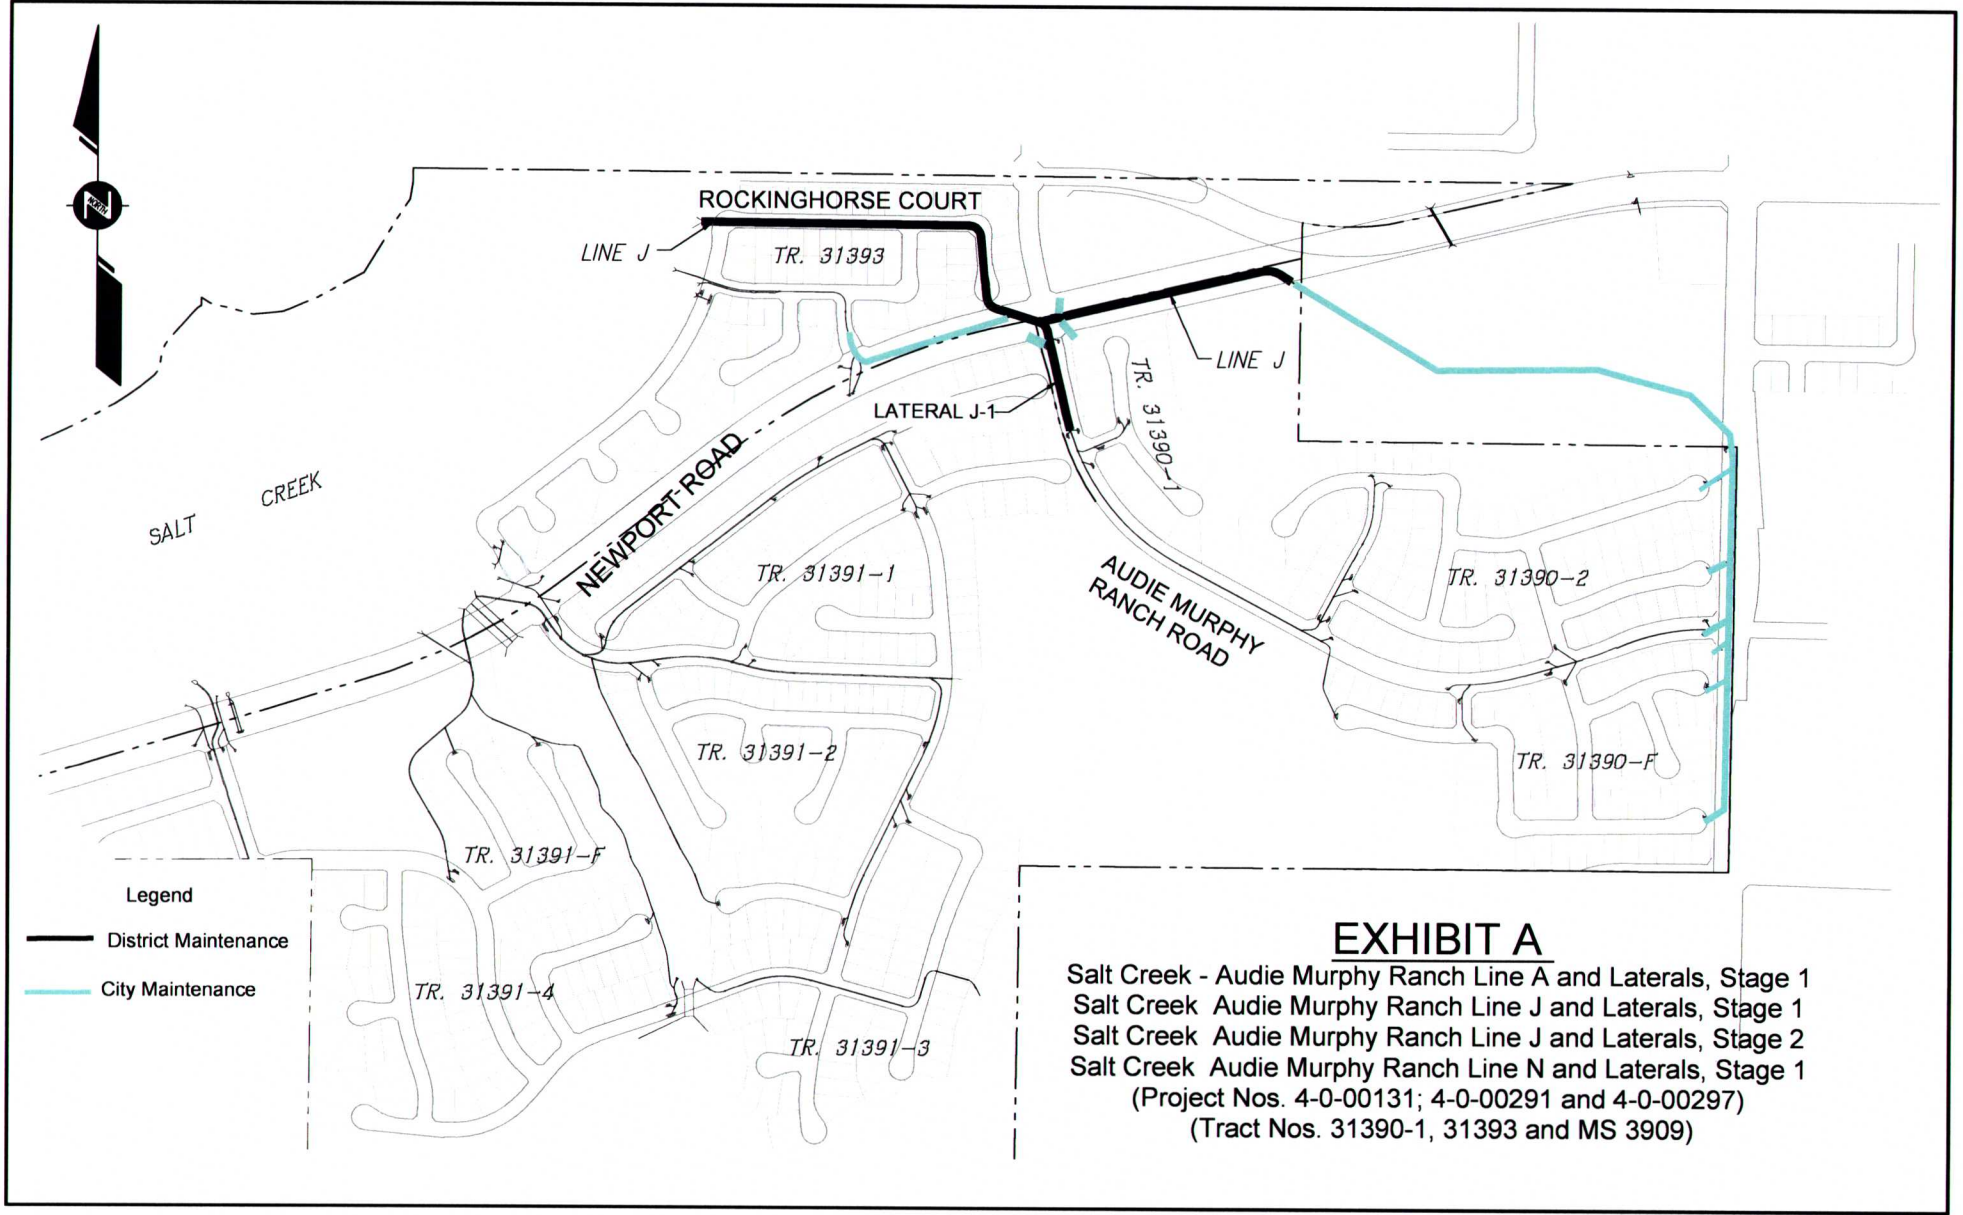 NORTH
ROCKINGHORSE COURT
LINE J
TR. 31393
LINE J
TR. 31390-1
LATERAL J-1
NEWPORT ROAD
SALT CREEK
TR. 31391-1
AUDIE MURPHY
RANCH ROAD
TR. 31390-2
TR. 31391-2
TR. 31390-F
TR. 31391-F
Legend
District Maintenance
City Maintenance
TR. 31391-4
TR. 31391-3
EXHIBIT A
Salt Creek - Audie Murphy Ranch Line A and Laterals, Stage 1
Salt Creek Audie Murphy Ranch Line J and Laterals, Stage 1
Salt Creek Audie Murphy Ranch Line J and Laterals, Stage 2
Salt Creek Audie Murphy Ranch Line N and Laterals, Stage 1
(Project Nos. 4-0-00131; 4-0-00291 and 4-0-00297)
(Tract Nos. 31390-1, 31393 and MS 3909)